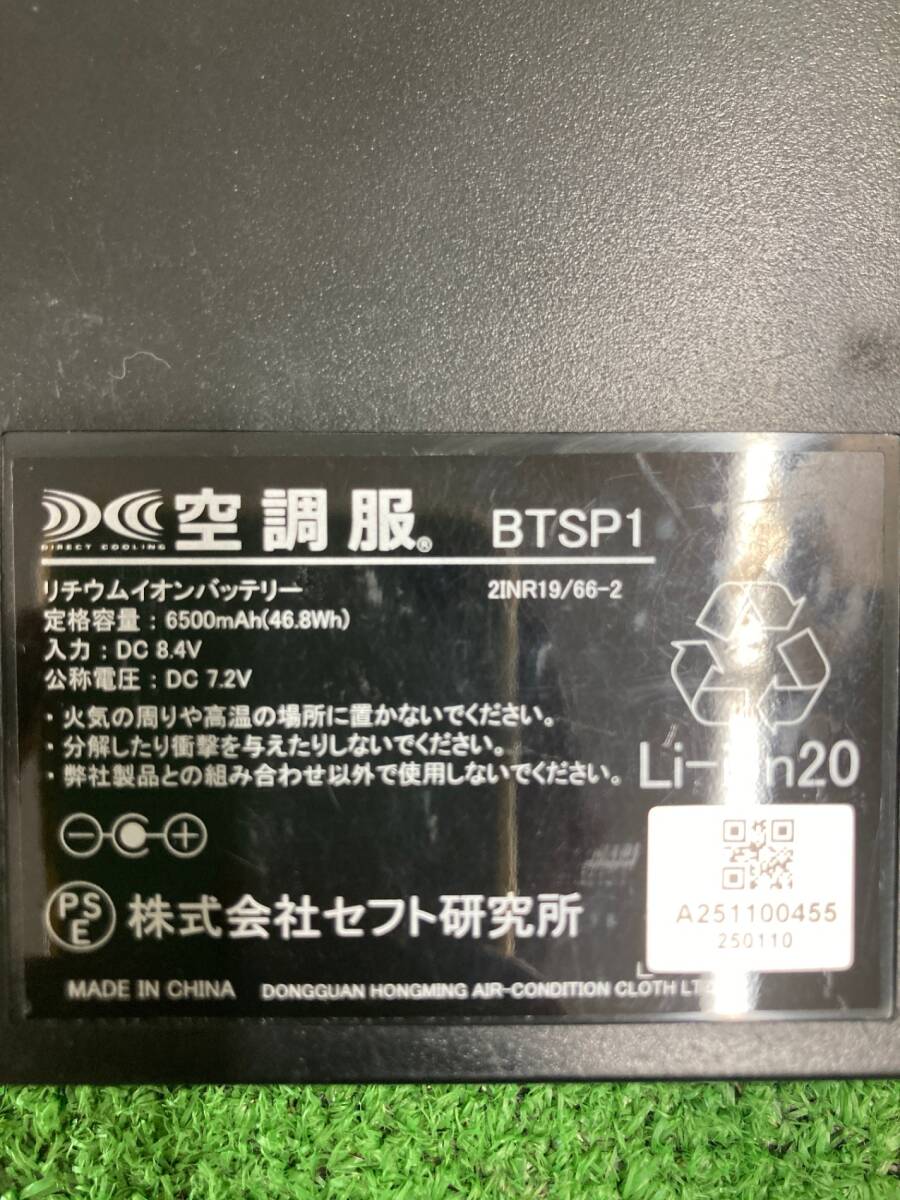 DIRECT COOLING 空調服® BTSP1
リチウムイオンバッテリー 2INR19/66-2
定格容量：6500mAh(46.8Wh)
入力：DC 8.4V
公称電圧：DC 7.2V
・火気の周りや高温の場所に置かないでください。
・分解したり衝撃を与えたりしないでください。
・弊社製品との組み合わせ以外で使用しないでください。
Li-ion20
PSE 株式会社セフト研究所
A251100455
250110
MADE IN CHINA DONGGUAN HONGMING AIR-CONDITION CLOTH